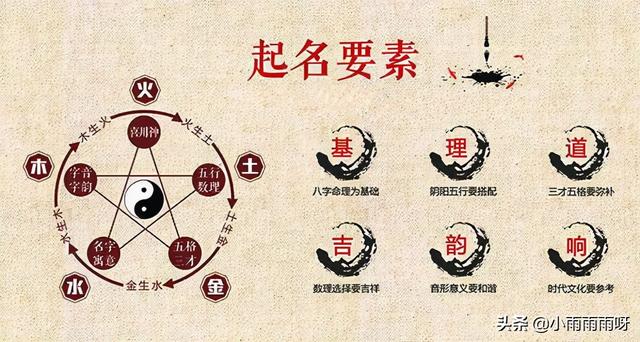 起名要素
火
木生火
火生土
喜用神
木
土
字音
字韵
五行
数理
水生木
土生金
名字
寓意
五格
三才
水
金生水
金
基
理
道
八字命理为基础
阴阳五行要搭配
三才五格要弥补
吉
韵
响
数理选择要吉祥
音形意义要和谐
时代文化要参考
头条 @小雨雨雨呀